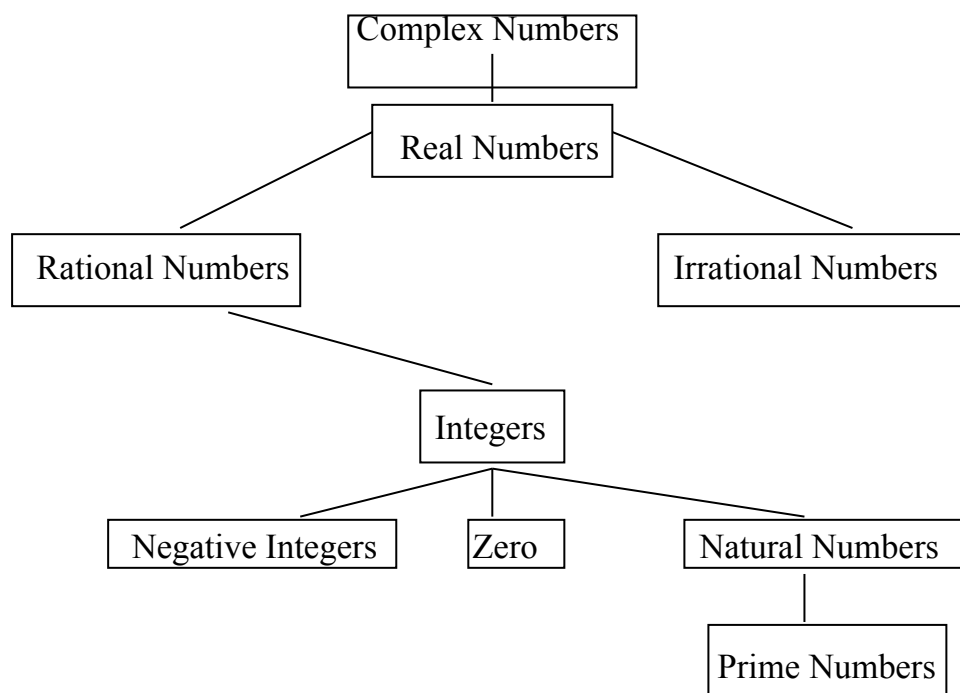 Complex Numbers
Real Numbers
Rational Numbers
Irrational Numbers
Integers
Negative Integers
Zero
Natural Numbers
Prime Numbers